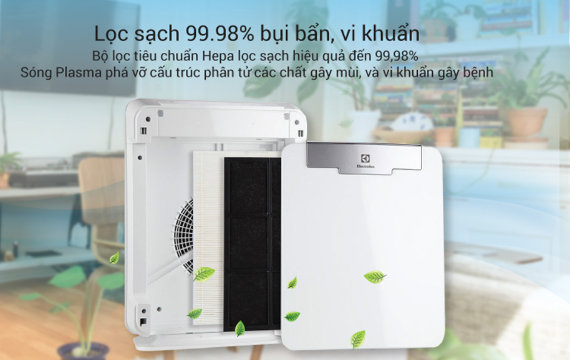 Lọc sạch 99.98% bụi bẩn, vi khuẩn
Bộ lọc tiêu chuẩn Hepa lọc sạch hiệu quả đến 99,98%
Sóng Plasma phá vỡ cấu trúc phân tử các chất gây mùi, và vi khuẩn gây bệnh
Electrolux